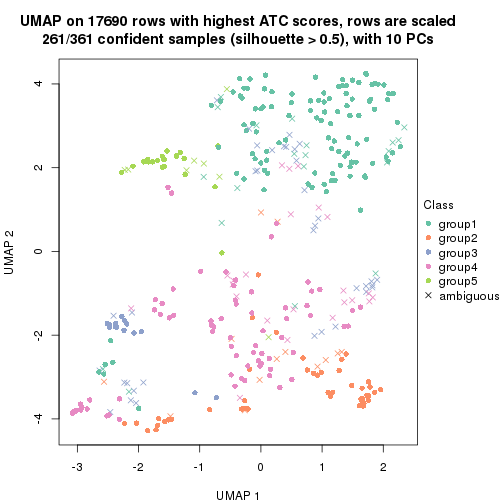 UMAP on 17690 rows with highest ATC scores, rows are scaled
261/361 confident samples (silhouette > 0.5), with 10 PCs
4
2
0
-2
-4
UMAP 2
-3
-2
-1
0
1
2
UMAP 1
Class
group1
group2
group3
group4
group5
ambiguous